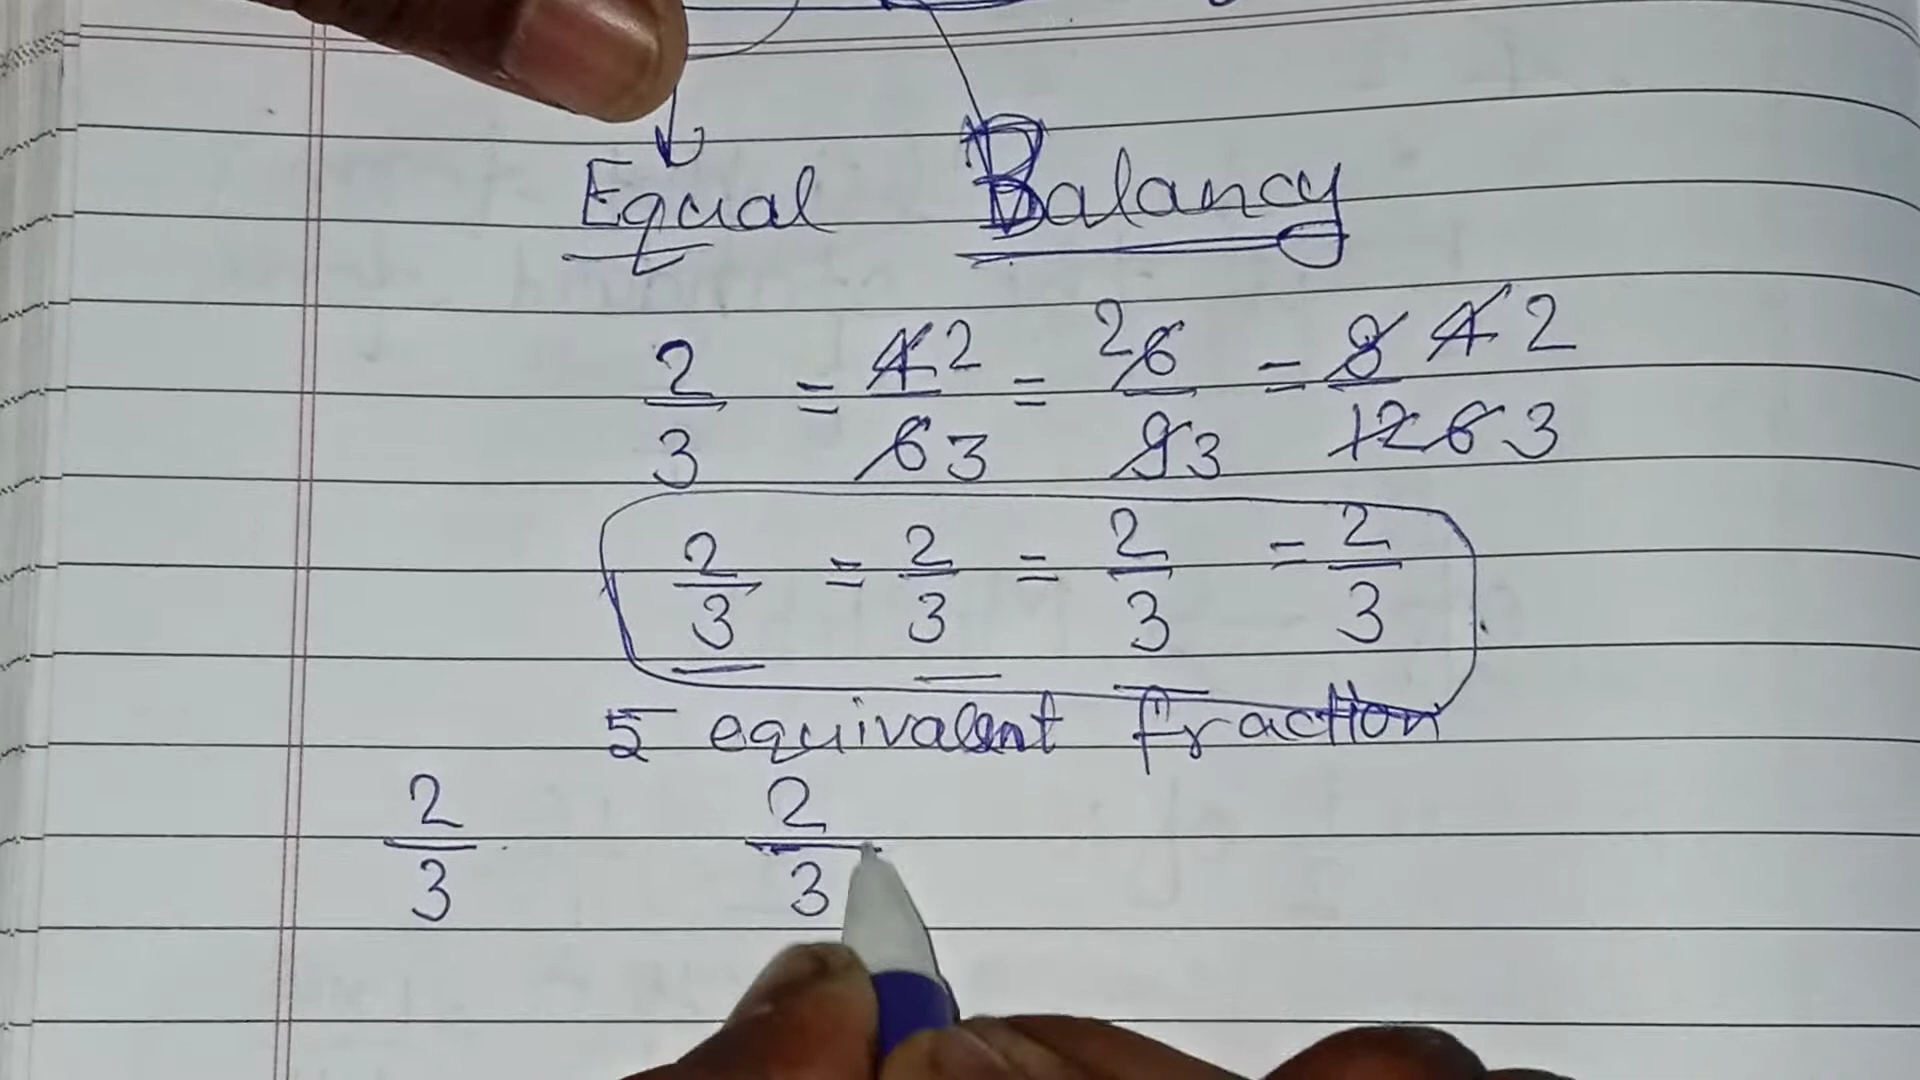 Equal Balancy
2/3 = 4 2/6 3 = 2 6/9 3 = 8 4 2/12 6 3
2/3 = 2/3 = 2/3 = 2/3
5 equivalent fraction
2/3 2/3